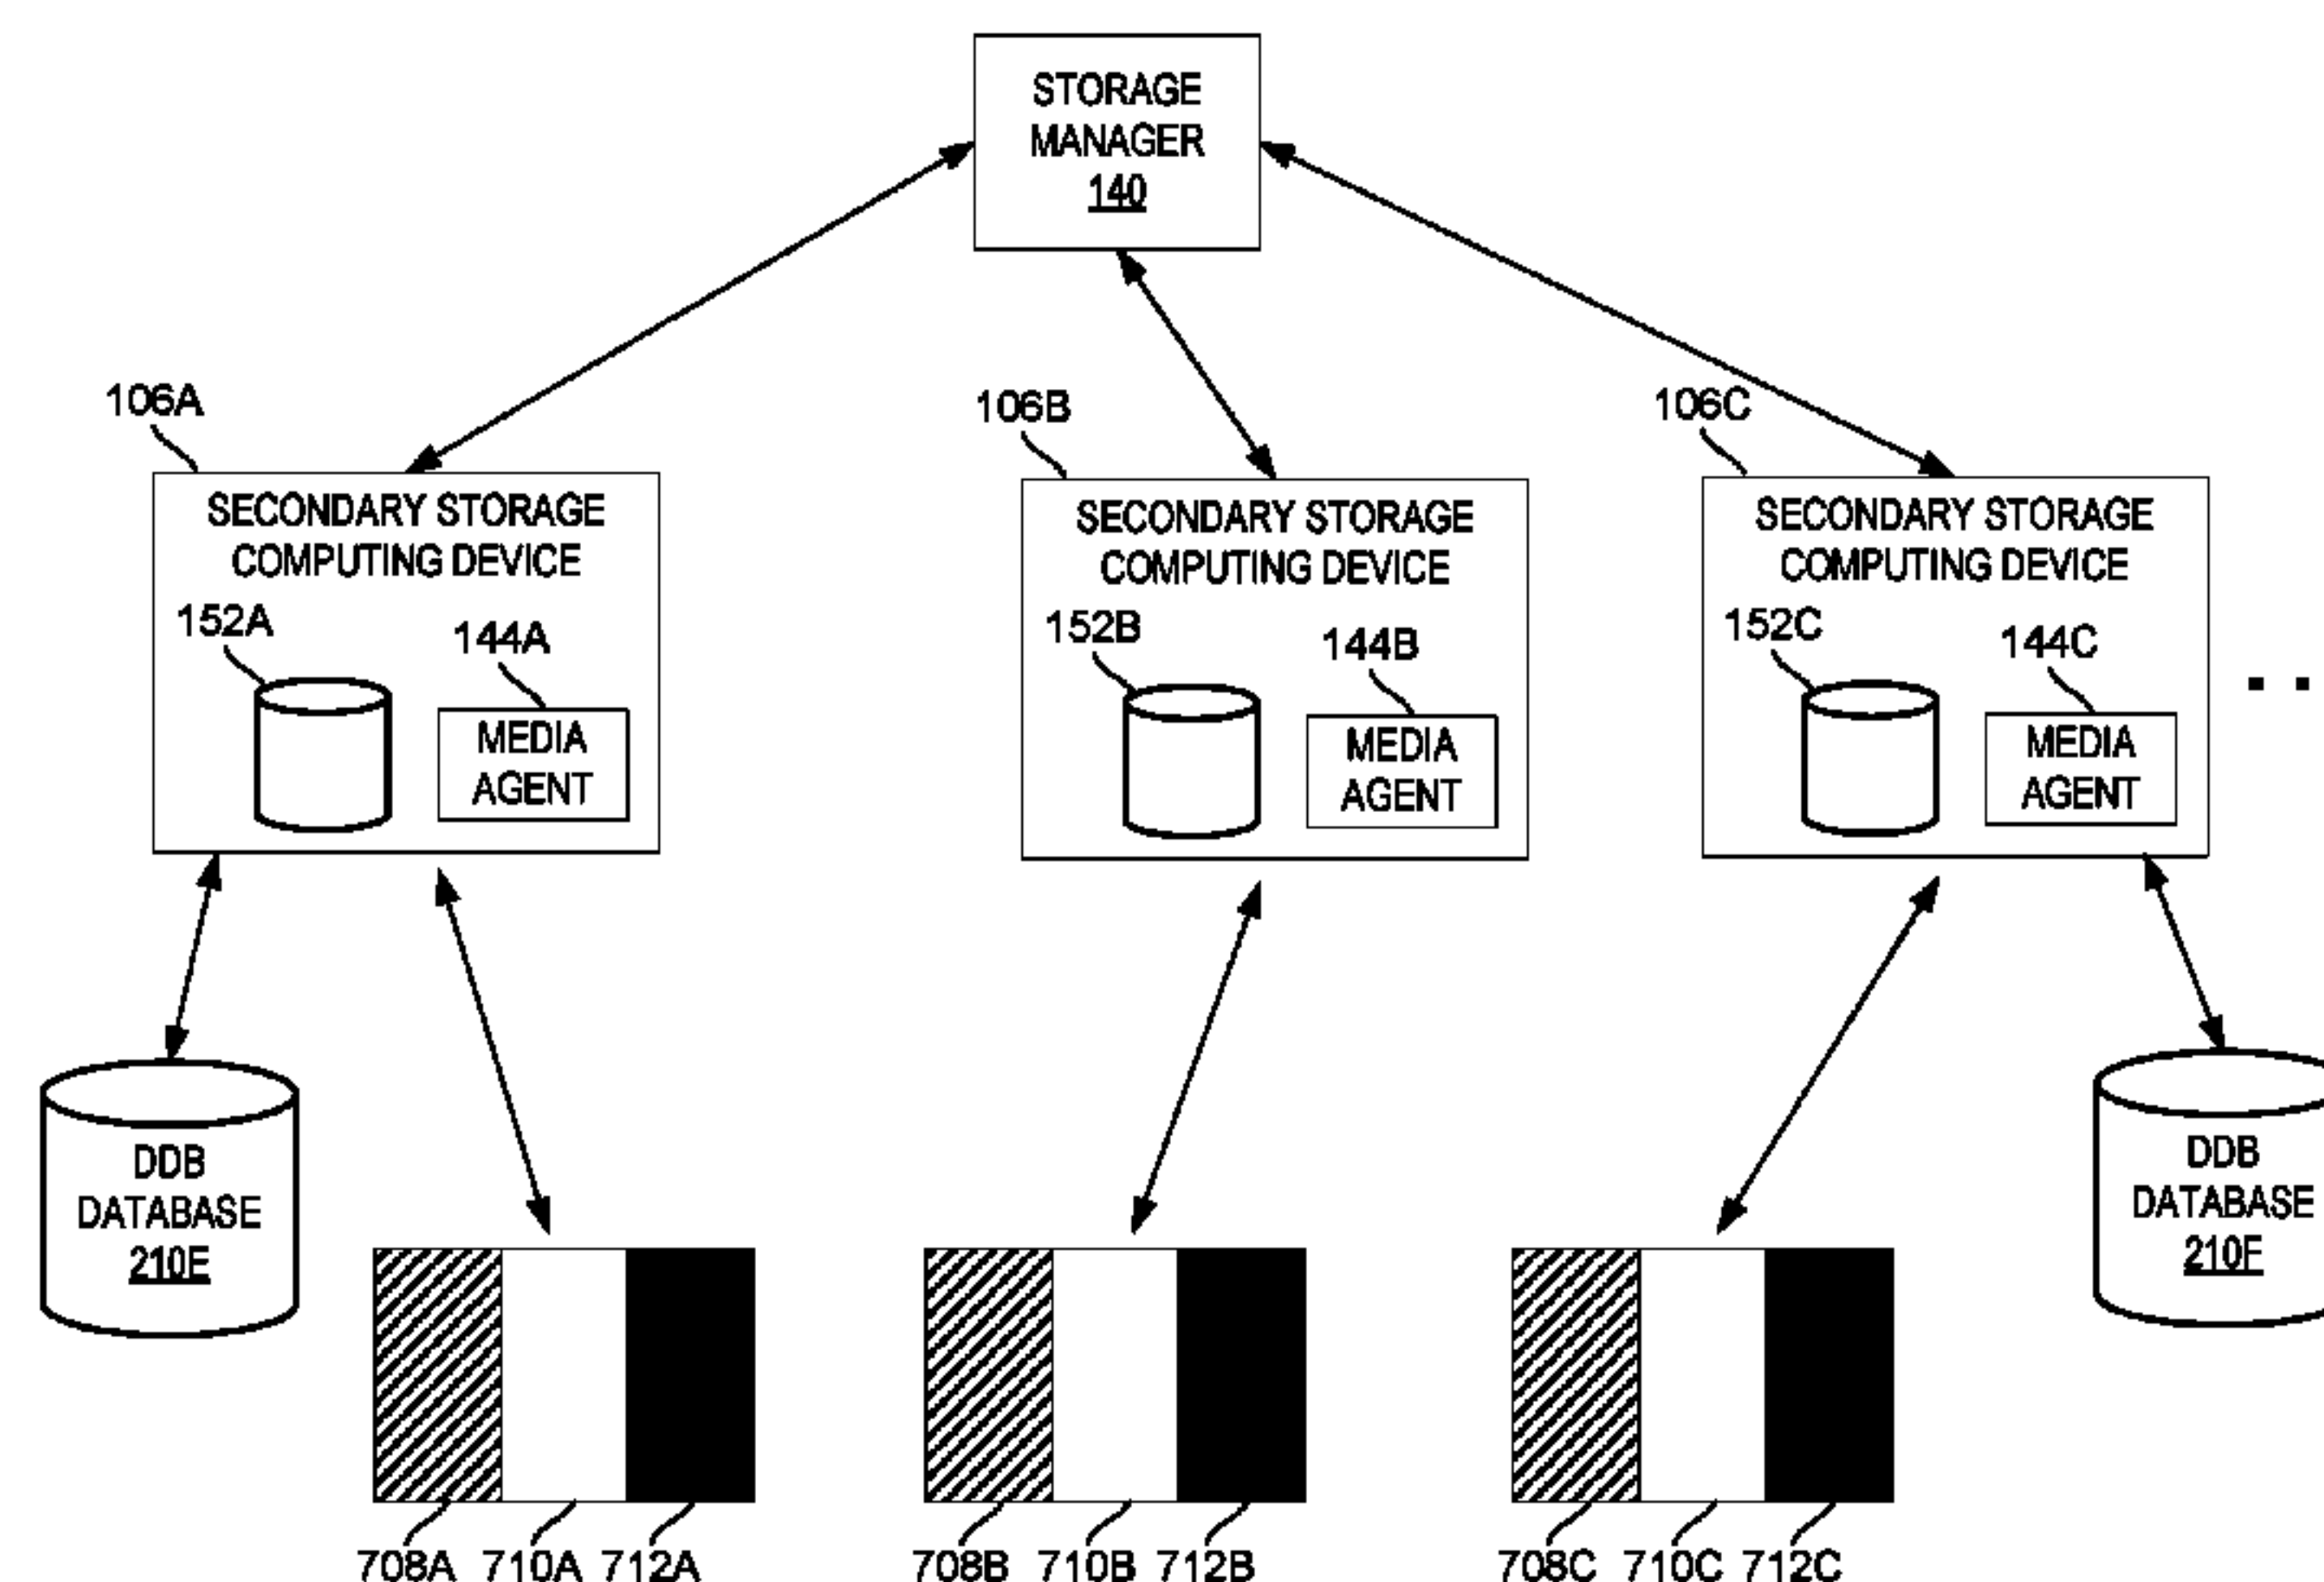 STORAGE
MANAGER
140
106A
106B
106C
SECONDARY STORAGE
COMPUTING DEVICE
152A
144A
MEDIA
AGENT
SECONDARY STORAGE
COMPUTING DEVICE
152B
144B
MEDIA
AGENT
SECONDARY STORAGE
COMPUTING DEVICE
152C
144C
MEDIA
AGENT
DDB
DATABASE
210E
DDB
DATABASE
210F
708A 710A 712A
708B 710B 712B
708C 710C 712C